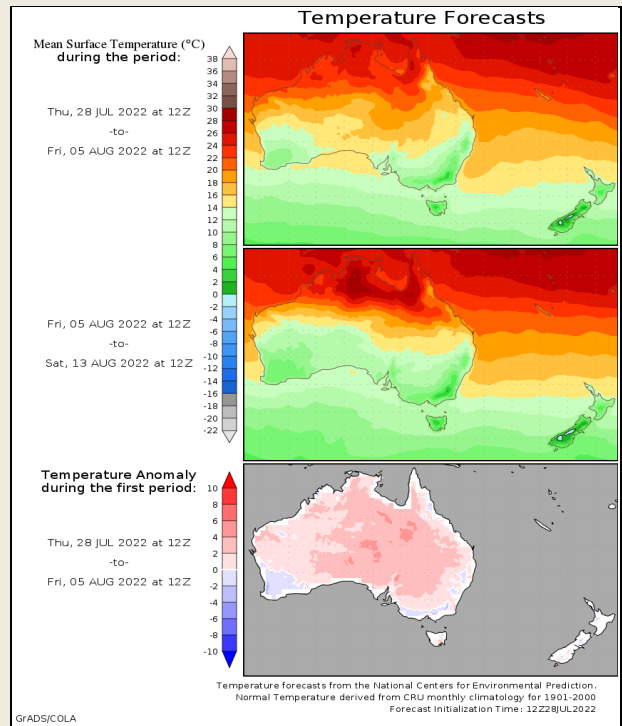 Temperature Forecasts
Mean Surface Temperature (°C)
during the period:
38
36
34
32
30
28
26
24
22
20
18
16
14
12
10
8
6
4
2
0
-2
-4
-6
-8
-10
-12
-14
-16
-18
-20
-22
Thu, 28 JUL 2022 at 12Z
-to-
Fri, 05 AUG 2022 at 12Z
Fri, 05 AUG 2022 at 12Z
-to-
Sat, 13 AUG 2022 at 12Z
Temperature Anomaly
during the first period:
10
8
6
4
2
0
-2
-4
-6
-8
-10
Thu, 28 JUL 2022 at 12Z
-to-
Fri, 05 AUG 2022 at 12Z
Temperature forecasts from the National Centers for Environmental Prediction.
Normal Temperature derived from CRU monthly climatology for 1901-2000
Forecast Initialization Time: 12Z28JUL2022
GrADS/COLA